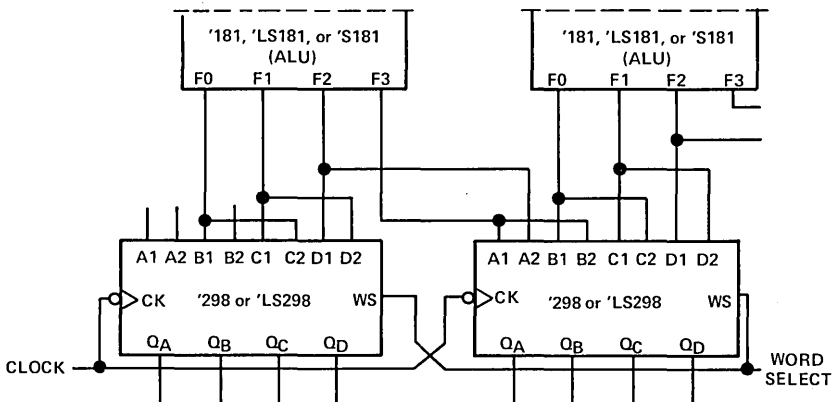 '181, 'LS181, or 'S181
(ALU)
F0 F1 F2 F3
'181, 'LS181, or 'S181
(ALU)
F0 F1 F2 F3
A1 A2 B1 B2 C1 C2 D1 D2
CK '298 or 'LS298 WS
QA QB QC QD
A1 A2 B1 B2 C1 C2 D1 D2
CK '298 or 'LS298 WS
QA QB QC QD
CLOCK
WORD
SELECT